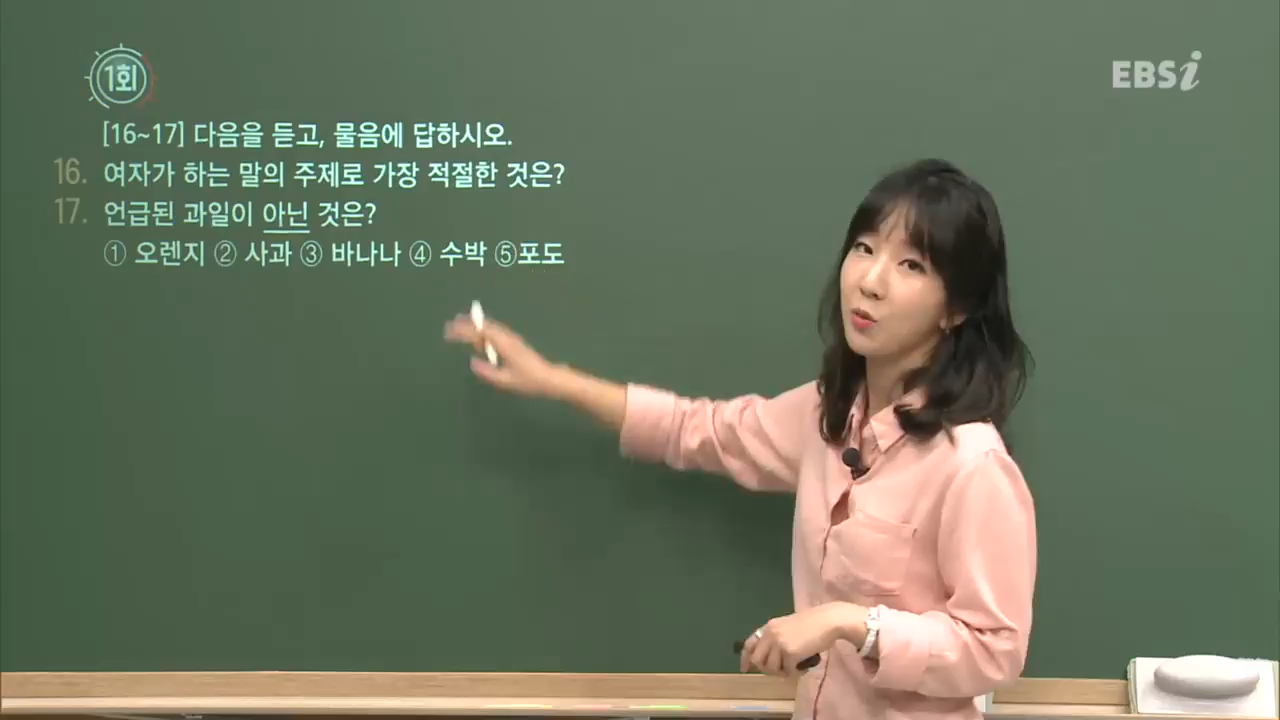 1회
EBSi
[16~17] 다음을 듣고, 물음에 답하시오.
16. 여자가 하는 말의 주제로 가장 적절한 것은?
17. 언급된 과일이 아닌 것은?
① 오렌지 ② 사과 ③ 바나나 ④ 수박 ⑤포도